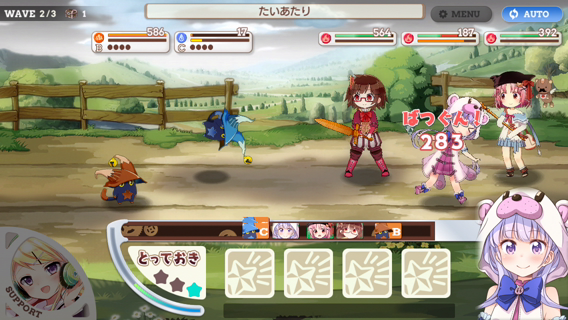 WAVE 2/3 1
たいあたり
MENU
AUTO
586
B
17
C
564
187
392
ばつぐん!
283
C
B
とっておき
SUPPORT